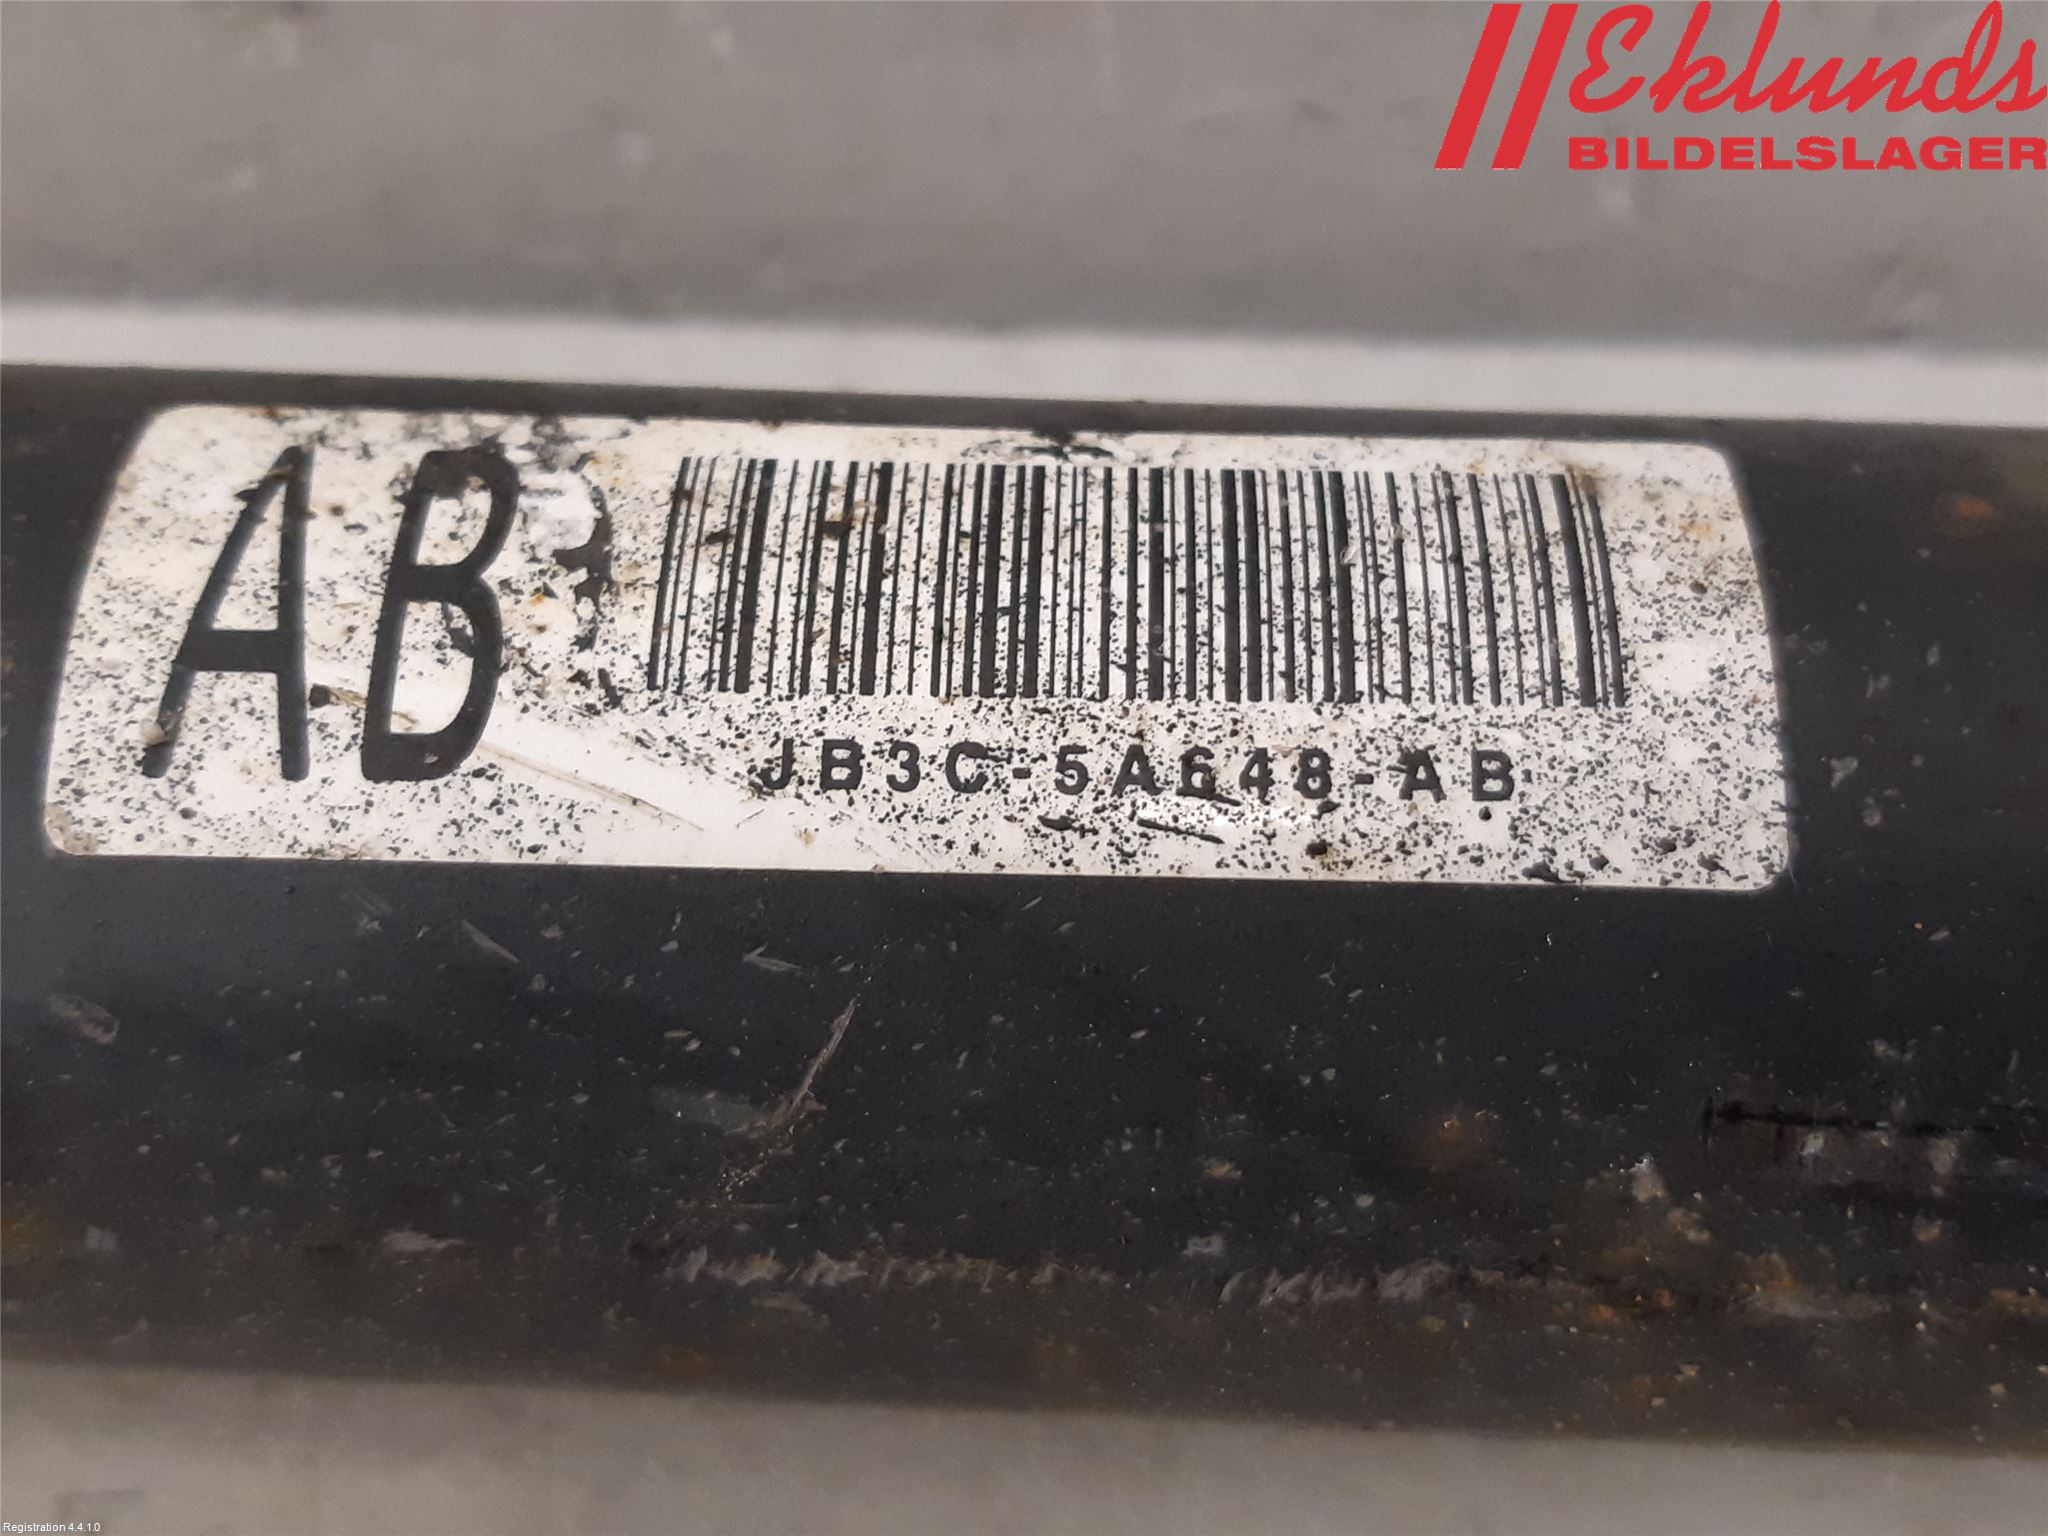 Eklunds
BILDELSLAGER
AB
JB3C-5A648-AB
Registration 4.4.1.0